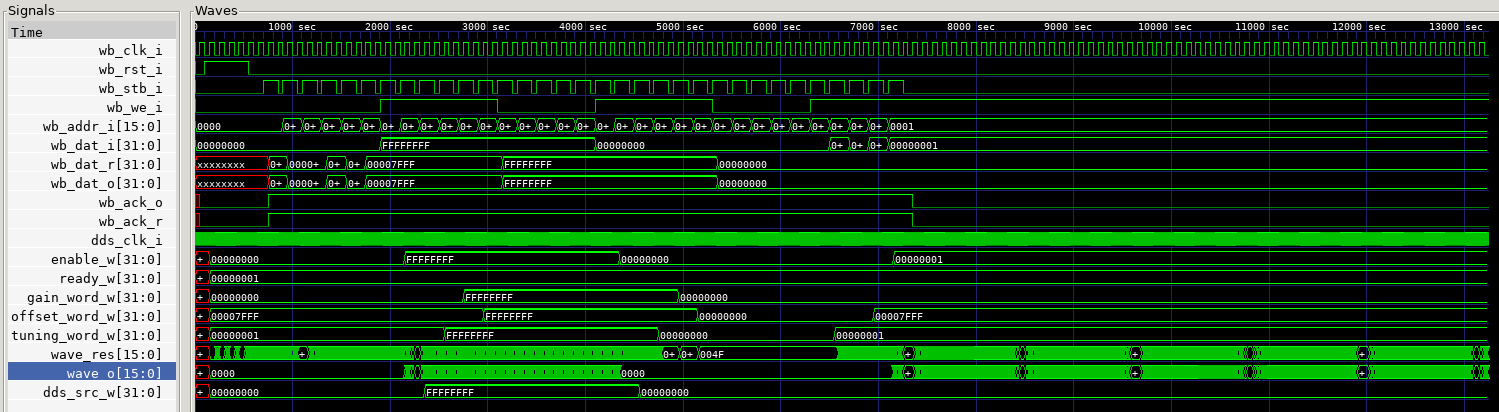 Signals Waves
Time 0 1000 sec 2000 sec 3000 sec 4000 sec 5000 sec 6000 sec 7000 sec 8000 sec 9000 sec 10000 sec 11000 sec 12000 sec 13000 sec
wb_clk_i
wb_rst_i
wb_stb_i
wb_we_i
wb_addr_i[15:0] 0000 0+ 0+ 0+ 0+ 0+ 0+ 0+ 0+ 0+ 0+ 0+ 0+ 0+ 0+ 0+ 0+ 0+ 0+ 0+ 0+ 0+ 0+ 0+ 0+ 0+ 0+ 0+ 0+ 0+ 0+ 0+ 0001
wb_dat_i[31:0] 00000000 FFFFFFFF 00000000 0+ 0+ 0+ 00000001
wb_dat_r[31:0] xxxxxxxx 0+ 0000+ 0+ 0+ 00007FFF FFFFFFFF 00000000
wb_dat_o[31:0] xxxxxxxx 0+ 0000+ 0+ 0+ 00007FFF FFFFFFFF 00000000
wb_ack_o
wb_ack_r
dds_clk_i
enable_w[31:0] + 00000000 FFFFFFFF 00000000 00000001
ready_w[31:0] + 00000001
gain_word_w[31:0] + 00000000 FFFFFFFF 00000000
offset_word_w[31:0] + 00007FFF FFFFFFFF 00000000 00007FFF
tuning_word_w[31:0] + 00000001 FFFFFFFF 00000000 00000001
wave_res[15:0] + + 0+ 0+ 004F + + +
wave_o[15:0] + 0000 0000 + + +
dds_src_w[31:0] + 00000000 FFFFFFFF 00000000